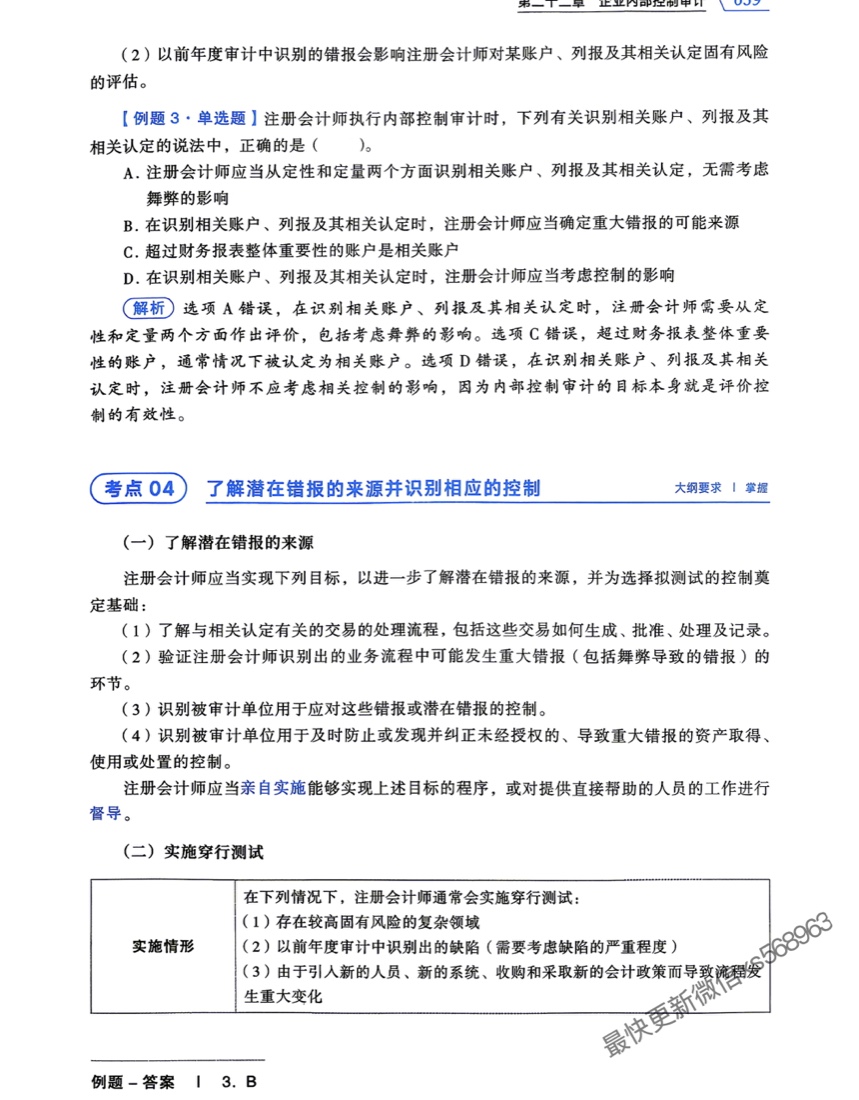 第二十二章 企业内部控制审计 659
（2）以前年度审计中识别的错报会影响注册会计师对某账户、列报及其相关认定固有风险
的评估。
【例题 3·单选题】注册会计师执行内部控制审计时，下列有关识别相关账户、列报及其
相关认定的说法中，正确的是（ ）。
A. 注册会计师应当从定性和定量两个方面识别相关账户、列报及其相关认定，无需考虑
舞弊的影响
B. 在识别相关账户、列报及其相关认定时，注册会计师应当确定重大错报的可能来源
C. 超过财务报表整体重要性的账户是相关账户
D. 在识别相关账户、列报及其相关认定时，注册会计师应当考虑控制的影响
解析 选项 A 错误，在识别相关账户、列报及其相关认定时，注册会计师需要从定
性和定量两个方面作出评价，包括考虑舞弊的影响。选项 C 错误，超过财务报表整体重要
性的账户，通常情况下被认定为相关账户。选项 D 错误，在识别相关账户、列报及其相关
认定时，注册会计师不应考虑相关控制的影响，因为内部控制审计的目标本身就是评价控
制的有效性。
考点 04 了解潜在错报的来源并识别相应的控制 大纲要求 | 掌握
（一）了解潜在错报的来源
注册会计师应当实现下列目标，以进一步了解潜在错报的来源，并为选择拟测试的控制奠
定基础：
（1）了解与相关认定有关的交易的处理流程，包括这些交易如何生成、批准、处理及记录。
（2）验证注册会计师识别出的业务流程中可能发生重大错报（包括舞弊导致的错报）的
环节。
（3）识别被审计单位用于应对这些错报或潜在错报的控制。
（4）识别被审计单位用于及时防止或发现并纠正未经授权的、导致重大错报的资产取得、
使用或处置的控制。
注册会计师应当亲自实施能够实现上述目标的程序，或对提供直接帮助的人员的工作进行
督导。
（二）实施穿行测试
实施情形
在下列情况下，注册会计师通常会实施穿行测试：
（1）存在较高固有风险的复杂领域
（2）以前年度审计中识别出的缺陷（需要考虑缺陷的严重程度）
（3）由于引入新的人员、新的系统、收购和采取新的会计政策而导致流程发
生重大变化
最快更新微信xs568963
例题－答案 | 3. B